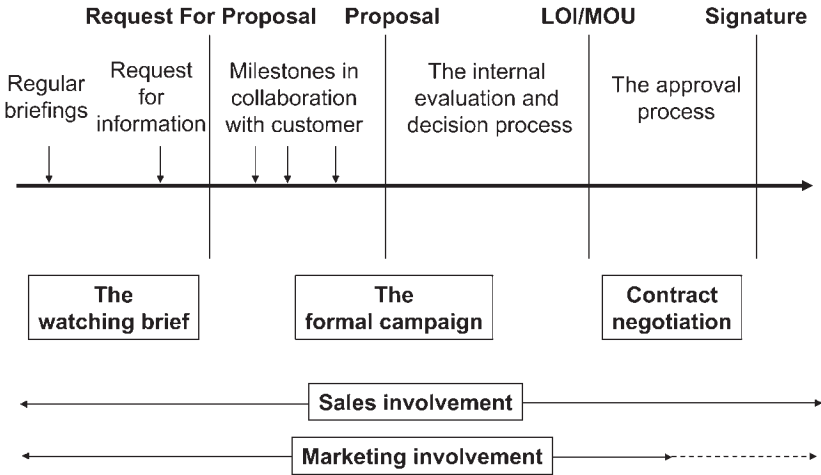 Request For Proposal
Proposal
LOI/MOU
Signature
Regular
briefings
Request
for
information
Milestones in
collaboration
with customer
The internal
evaluation and
decision process
The approval
process
The
watching brief
The
formal campaign
Contract
negotiation
Sales involvement
Marketing involvement